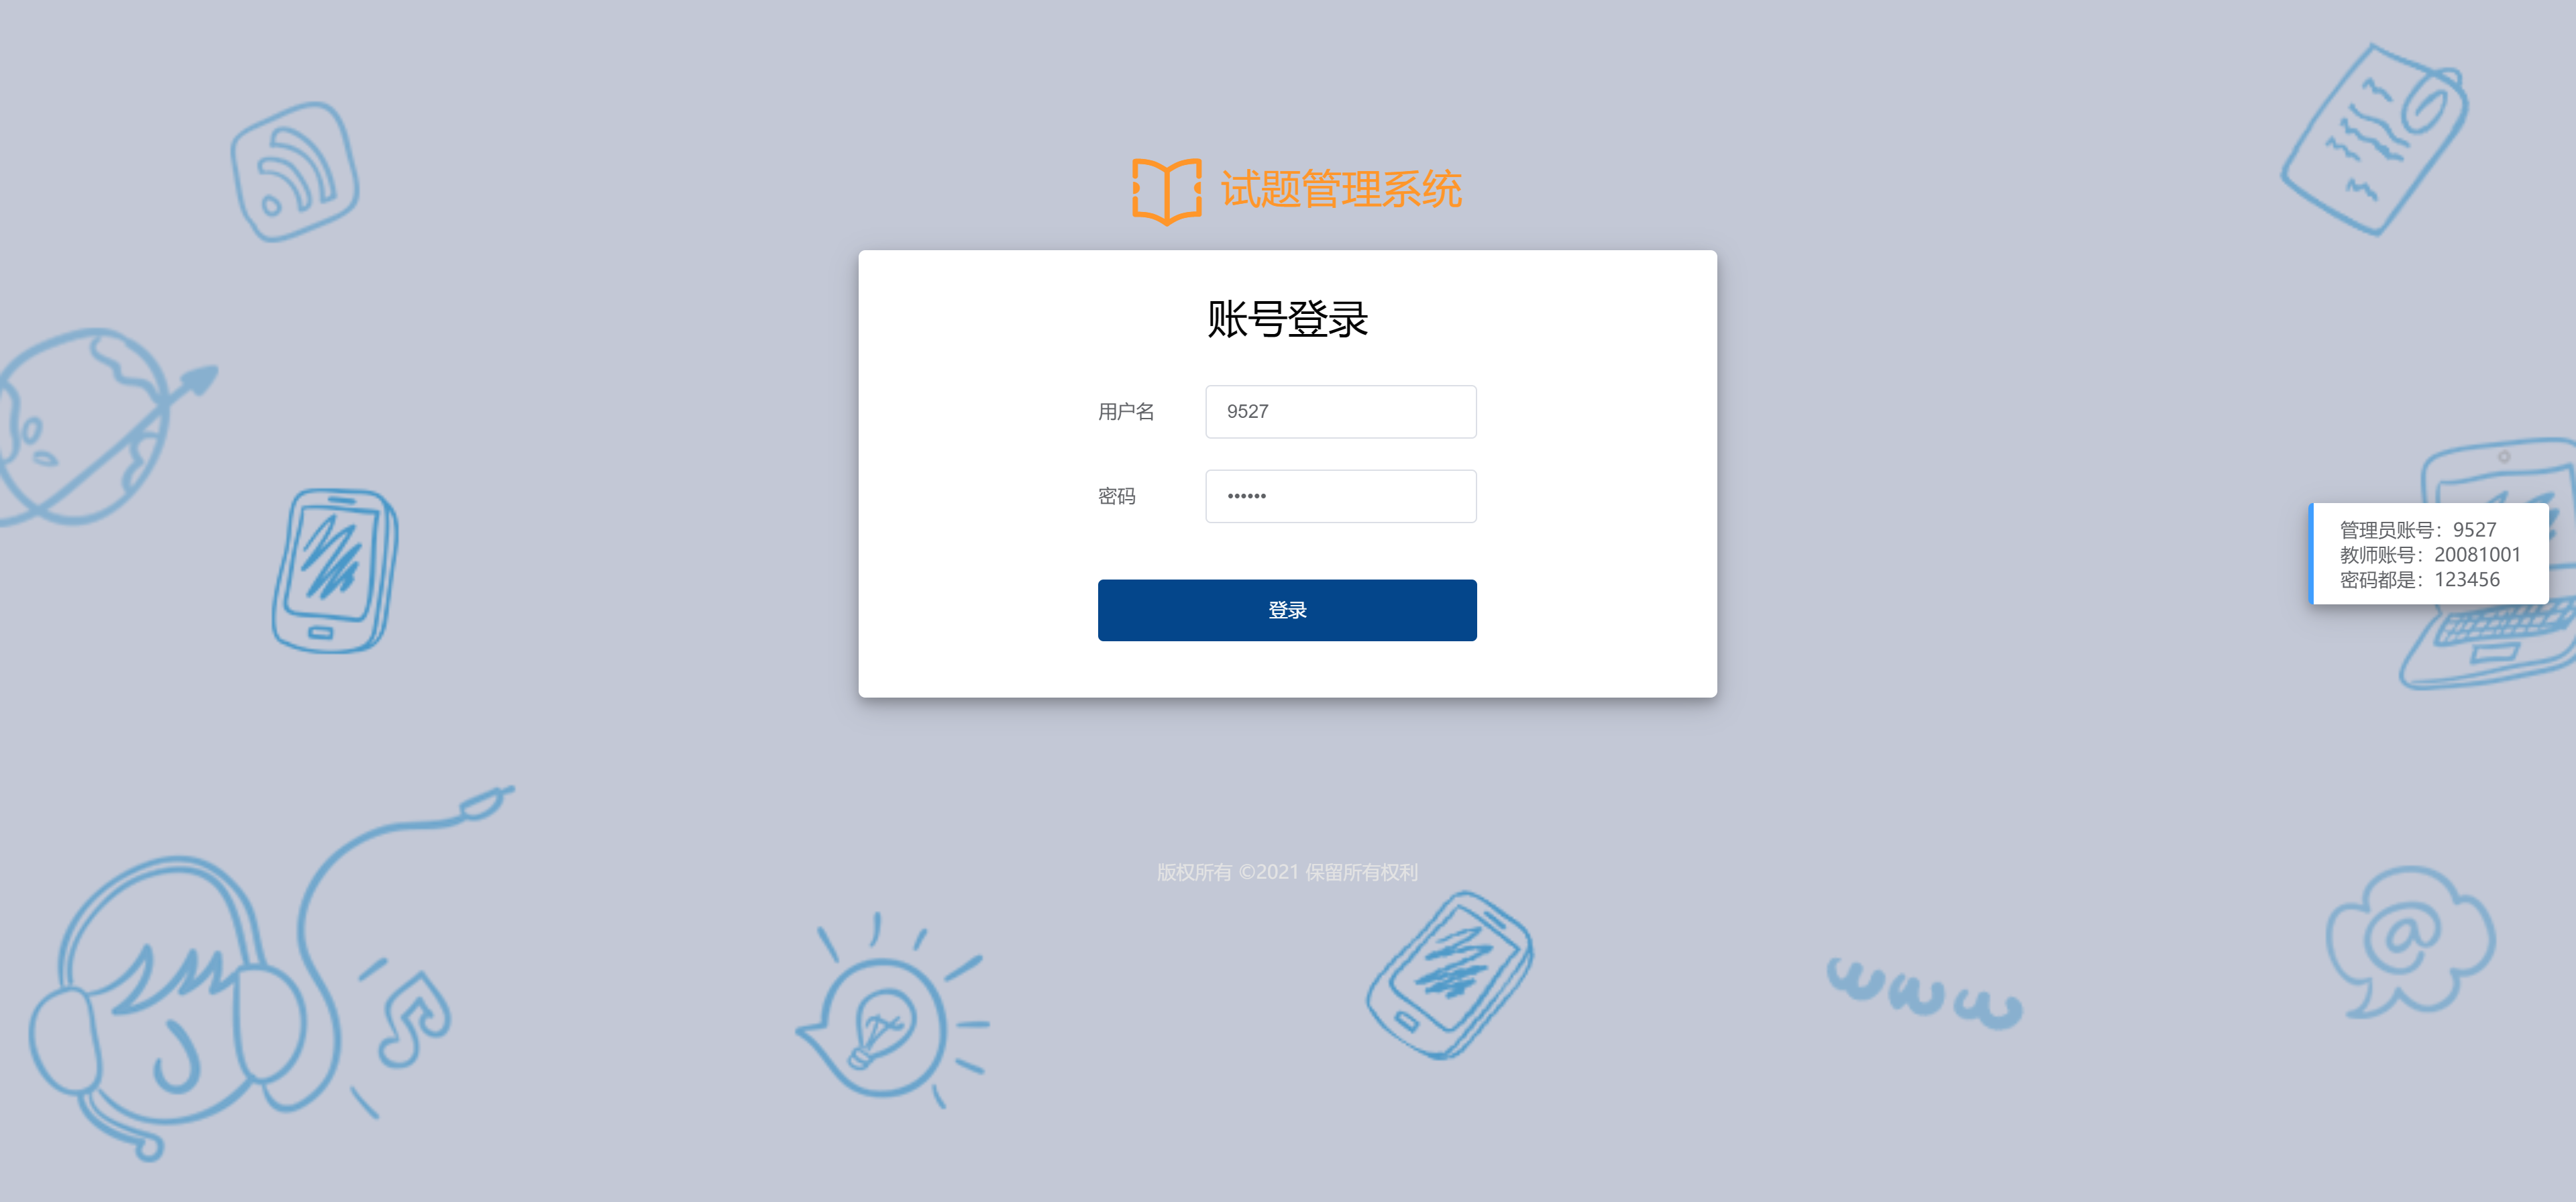 试题管理系统
账号登录
用户名 9527
密码 ••••••
登录
管理员账号：9527
教师账号：20081001
密码都是：123456
版权所有 ©2021 保留所有权利
www
@